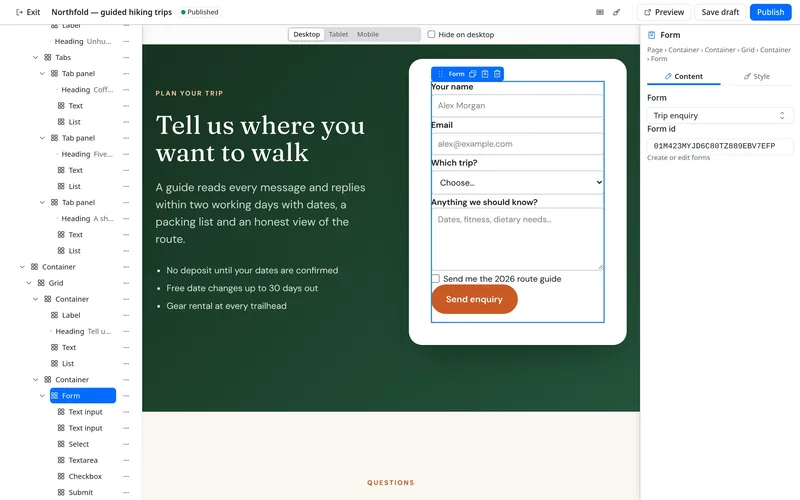 Exit
Northfold — guided hiking trips
Published
Preview
Save draft
Publish
Label
Heading Unhu...
Tabs
Tab panel
Heading Coff...
Text
List
Tab panel
Heading Five...
Text
List
Tab panel
Heading A sh...
Text
List
Container
Grid
Container
Label
Heading Tell u...
Text
List
Container
Form
Text input
Text input
Select
Textarea
Checkbox
Submit
Desktop
Tablet
Mobile
Hide on desktop
PLAN YOUR TRIP
Tell us where you
want to walk
A guide reads every message and replies
within two working days with dates, a
packing list and an honest view of the
route.
• No deposit until your dates are confirmed
• Free date changes up to 30 days out
• Gear rental at every trailhead
Form
Your name
Alex Morgan
Email
alex@example.com
Which trip?
Choose...
Anything we should know?
Dates, fitness, dietary needs...
Send me the 2026 route guide
Send enquiry
QUESTIONS
Form
Page › Container › Container › Grid › Container
› Form
Content
Style
Form
Trip enquiry
Form id
01M423MYJD6C80TZ889EBV7EFP
Create or edit forms